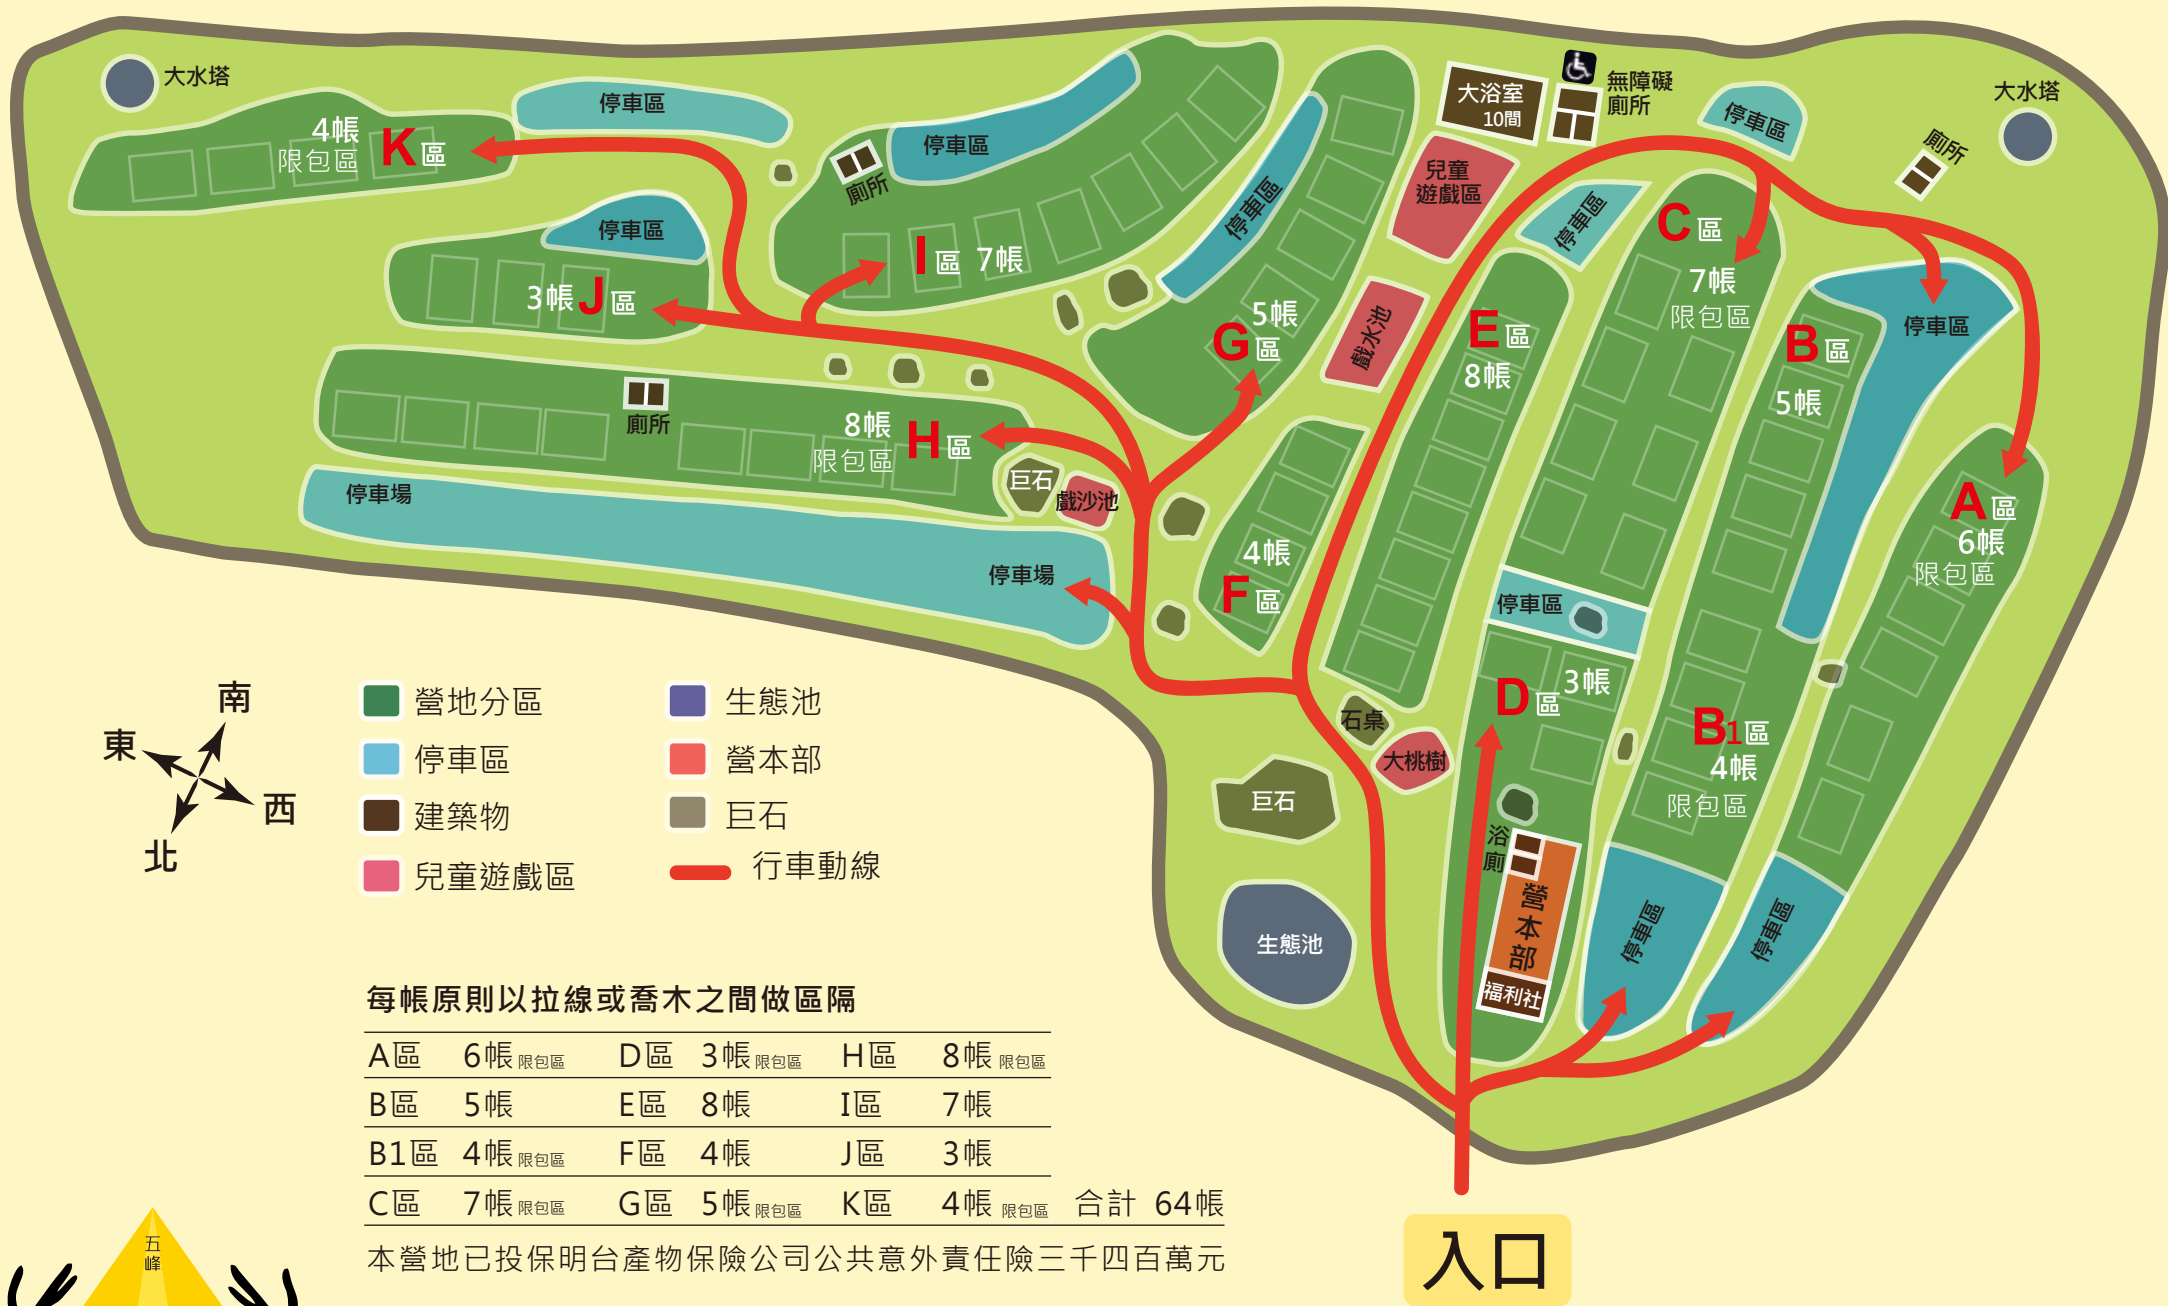 大水塔
4帳
限包區
K區
停車區
停車區
3帳
J區
廁所
停車區
I區 7帳
停車區
5帳
G區
大浴室
10間
無障礙
廁所
兒童
遊戲區
戲水池
停車區
停車區
廁所
大水塔
C區
7帳
限包區
E區
8帳
B區
5帳
停車區
A區
6帳
限包區
廁所
8帳
限包區
H區
巨石
戲沙池
停車場
停車場
4帳
F區
停車區
D區
3帳
石桌
大桃樹
巨石
B1區
4帳
限包區
浴廁
營本部
福利社
停車區
停車區
生態池
南
東
西
北
營地分區
停車區
建築物
兒童遊戲區
生態池
營本部
巨石
行車動線
每帳原則以拉線或喬木之間做區隔
A區 6帳 限包區 D區 3帳 限包區 H區 8帳 限包區
B區 5帳 E區 8帳 I區 7帳
B1區 4帳 限包區 F區 4帳 J區 3帳
C區 7帳 限包區 G區 5帳 限包區 K區 4帳 限包區 合計 64帳
本營地已投保明台產物保險公司公共意外責任險三千四百萬元
入口
五峰